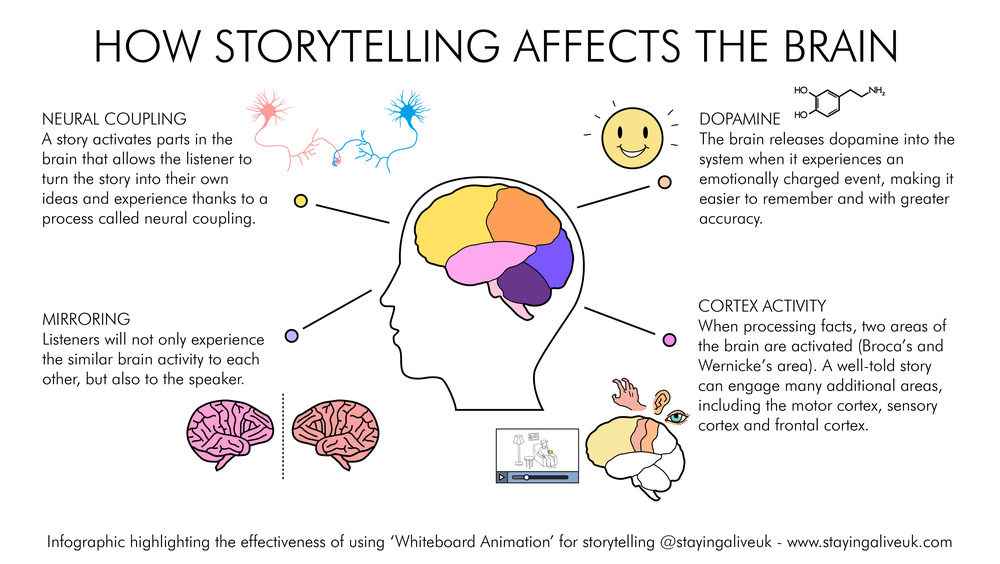 HOW STORYTELLING AFFECTS THE BRAIN
NEURAL COUPLING
A story activates parts in the
brain that allows the listener to
turn the story into their own
ideas and experience thanks to a
process called neural coupling.
HO
HO
NH₂
DOPAMINE
The brain releases dopamine into the
system when it experiences an
emotionally charged event, making it
easier to remember and with greater
accuracy.
MIRRORING
Listeners will not only experience
the similar brain activity to each
other, but also to the speaker.
CORTEX ACTIVITY
When processing facts, two areas of
the brain are activated (Broca's and
Wernicke's area). A well-told story
can engage many additional areas,
including the motor cortex, sensory
cortex and frontal cortex.
Infographic highlighting the effectiveness of using 'Whiteboard Animation' for storytelling @stayingaliveuk - www.stayingaliveuk.com